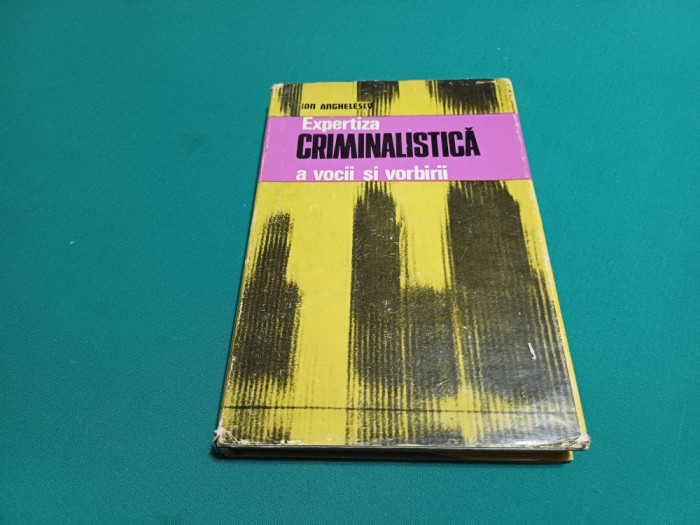 ION ANGHELESCU
Expertiza
CRIMINALISTICĂ
a vocii și vorbirii